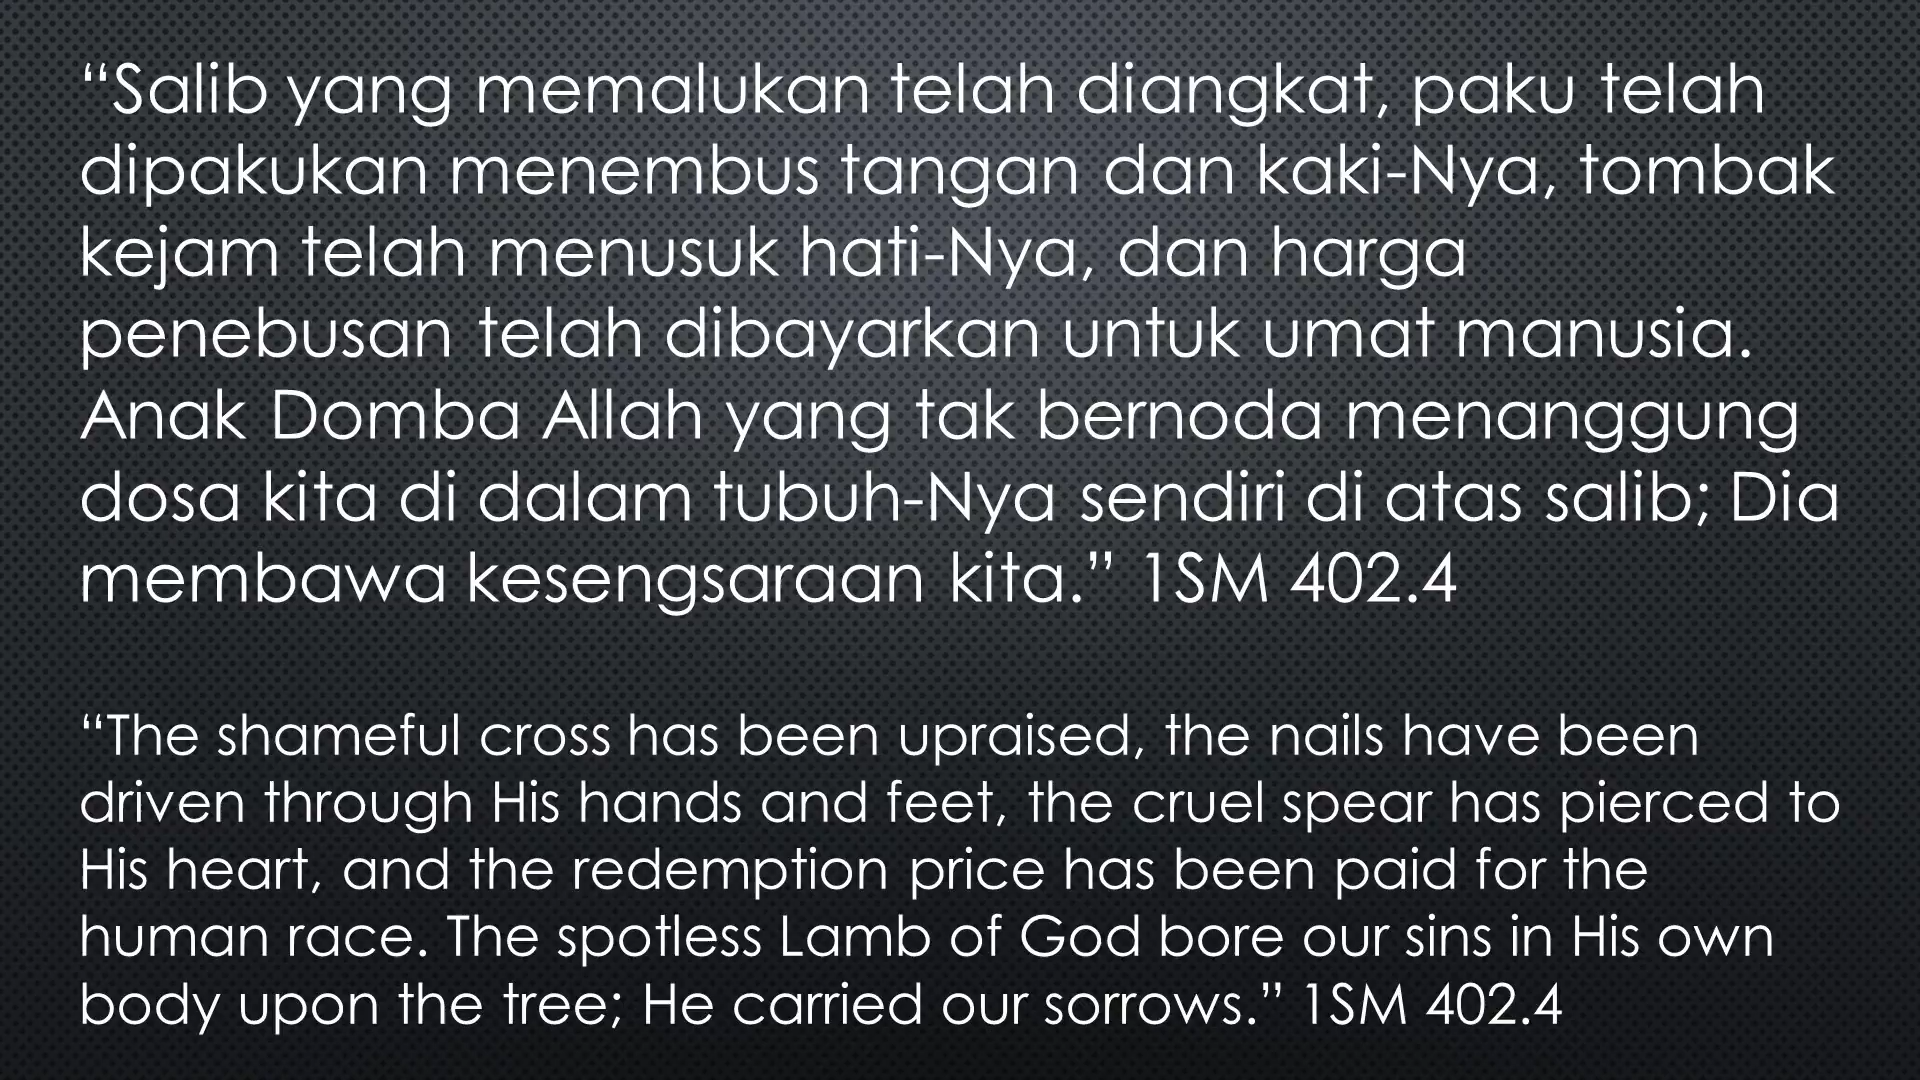 “Salib yang memalukan telah diangkat, paku telah
dipakukan menembus tangan dan kaki-Nya, tombak
kejam telah menusuk hati-Nya, dan harga
penebusan telah dibayarkan untuk umat manusia.
Anak Domba Allah yang tak bernoda menanggung
dosa kita di dalam tubuh-Nya sendiri di atas salib; Dia
membawa kesengsaraan kita.” 1SM 402.4
“The shameful cross has been upraised, the nails have been
driven through His hands and feet, the cruel spear has pierced to
His heart, and the redemption price has been paid for the
human race. The spotless Lamb of God bore our sins in His own
body upon the tree; He carried our sorrows.” 1SM 402.4